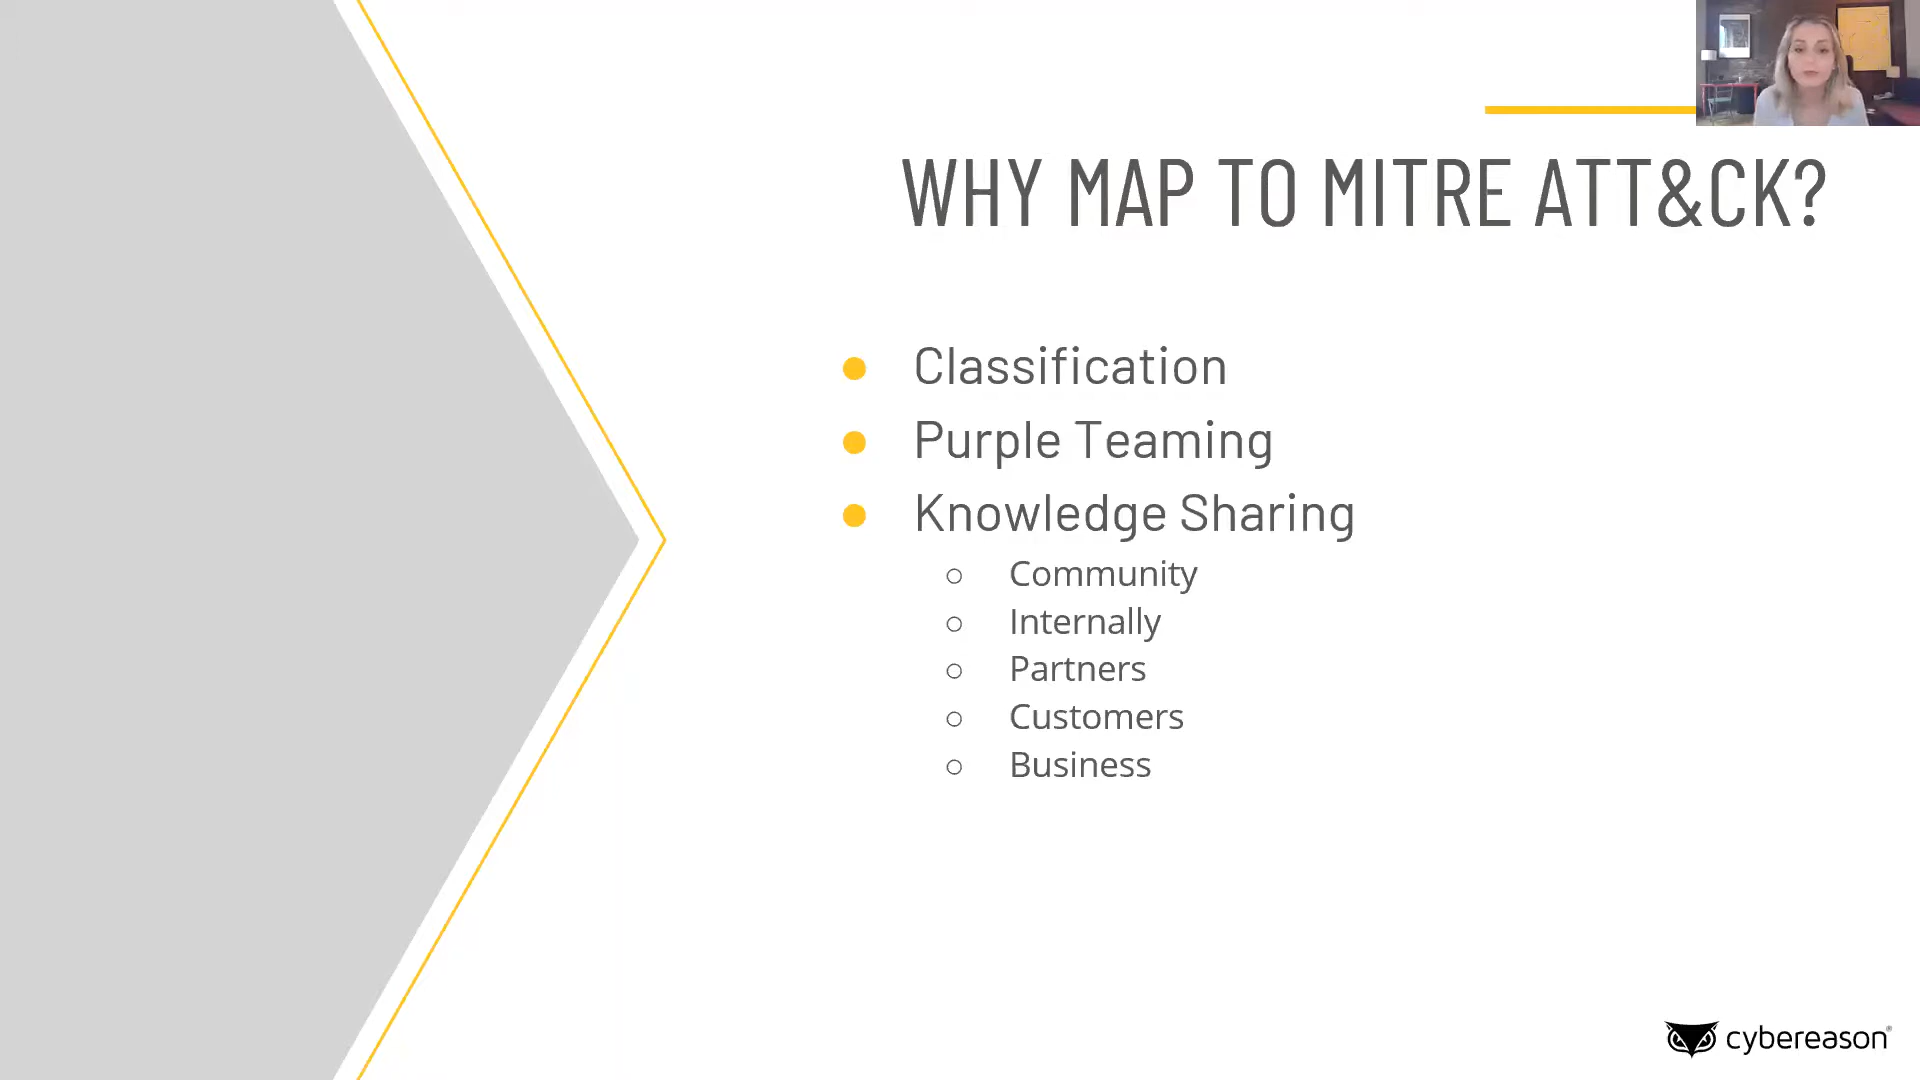 WHY MAP TO MITRE ATT&CK?
Classification
Purple Teaming
Knowledge Sharing
Community
Internally
Partners
Customers
Business
cybereason®